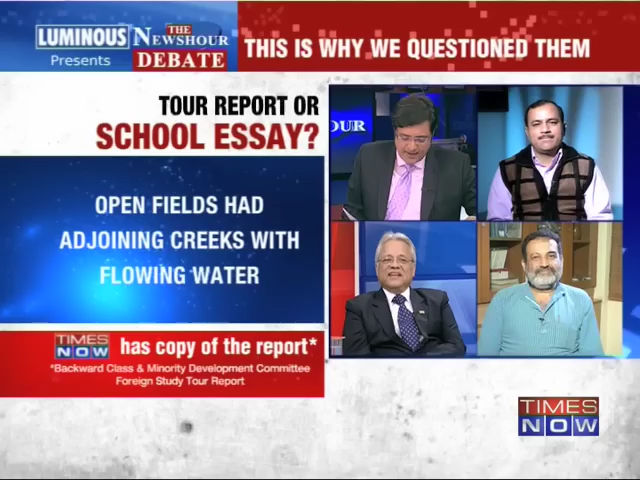 LUMINOUS
Presents
THE
NEWSHOUR
DEBATE
THIS IS WHY WE QUESTIONED THEM
TOUR REPORT OR
SCHOOL ESSAY?
OUR
OPEN FIELDS HAD
ADJOINING CREEKS WITH
FLOWING WATER
TIMES
NOW
has copy of the report*
*Backward Class & Minority Development Committee
Foreign Study Tour Report
TIMES
NOW